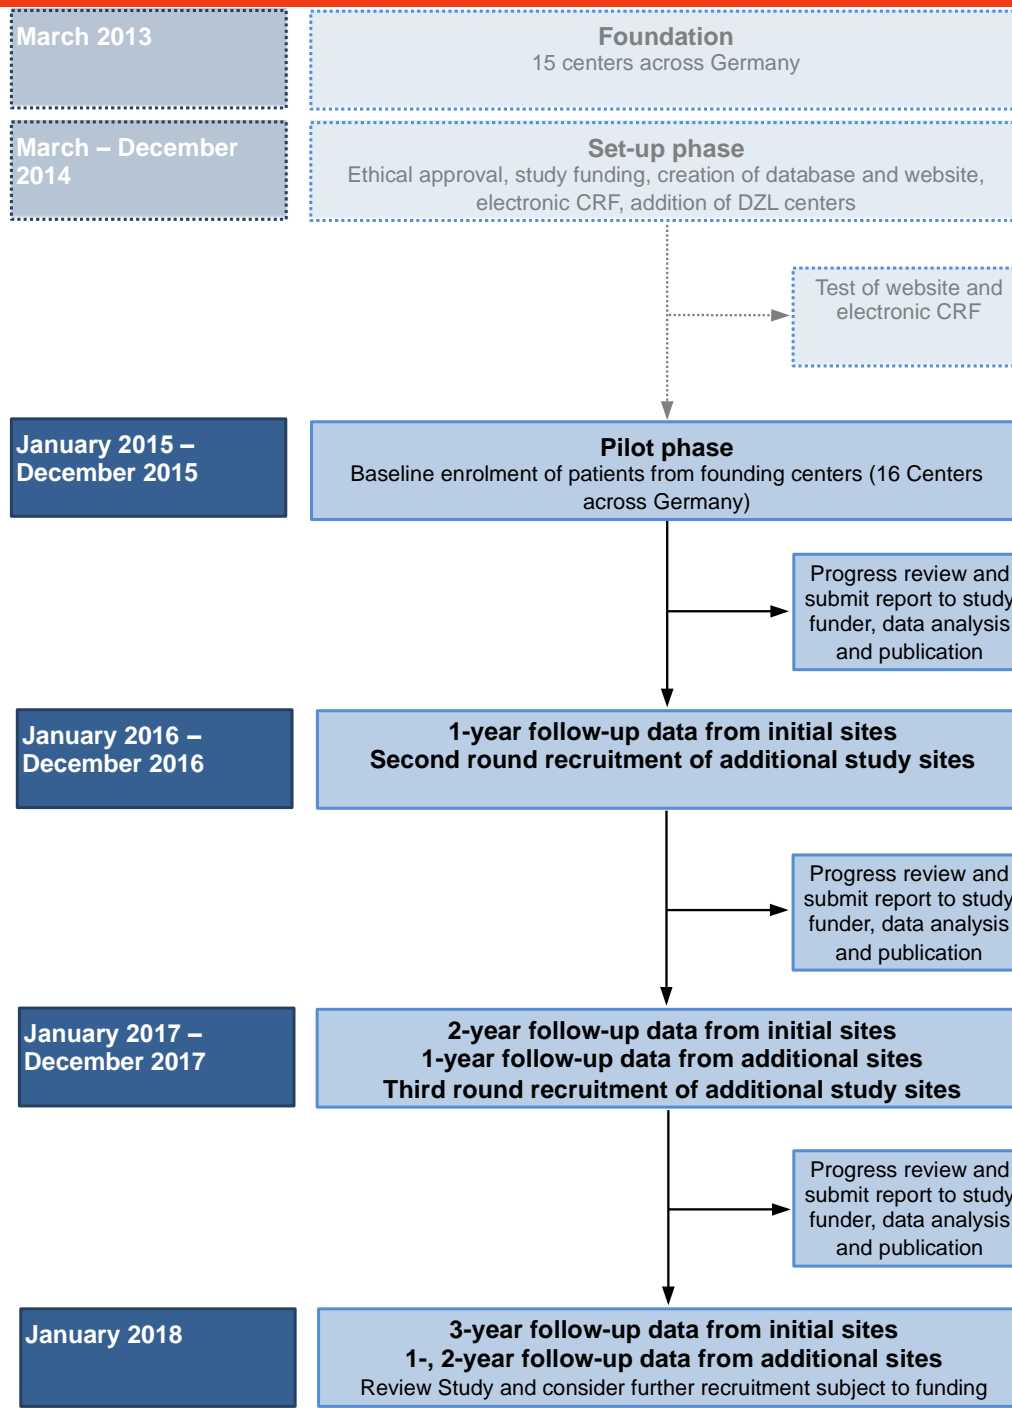 March 2013
Foundation
15 centers across Germany
March – December
2014
Set-up phase
Ethical approval, study funding, creation of database and website,
electronic CRF, addition of DZL centers
Test of website and
electronic CRF
January 2015 –
December 2015
Pilot phase
Baseline enrolment of patients from founding centers (16 Centers
across Germany)
Progress review and
submit report to study
funder, data analysis
and publication
January 2016 –
December 2016
1-year follow-up data from initial sites
Second round recruitment of additional study sites
Progress review and
submit report to study
funder, data analysis
and publication
January 2017 –
December 2017
2-year follow-up data from initial sites
1-year follow-up data from additional sites
Third round recruitment of additional study sites
Progress review and
submit report to study
funder, data analysis
and publication
January 2018
3-year follow-up data from initial sites
1-, 2-year follow-up data from additional sites
Review Study and consider further recruitment subject to funding